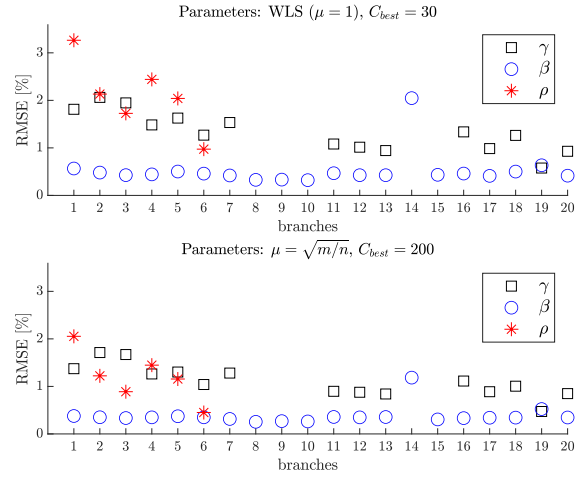 Parameters: WLS (μ = 1), C_best = 30
RMSE [%]
3
2
1
0
γ
β
ρ
1 2 3 4 5 6 7 8 9 10 11 12 13 14 15 16 17 18 19 20
branches
Parameters: μ = √m/n, C_best = 200
RMSE [%]
3
2
1
0
γ
β
ρ
1 2 3 4 5 6 7 8 9 10 11 12 13 14 15 16 17 18 19 20
branches